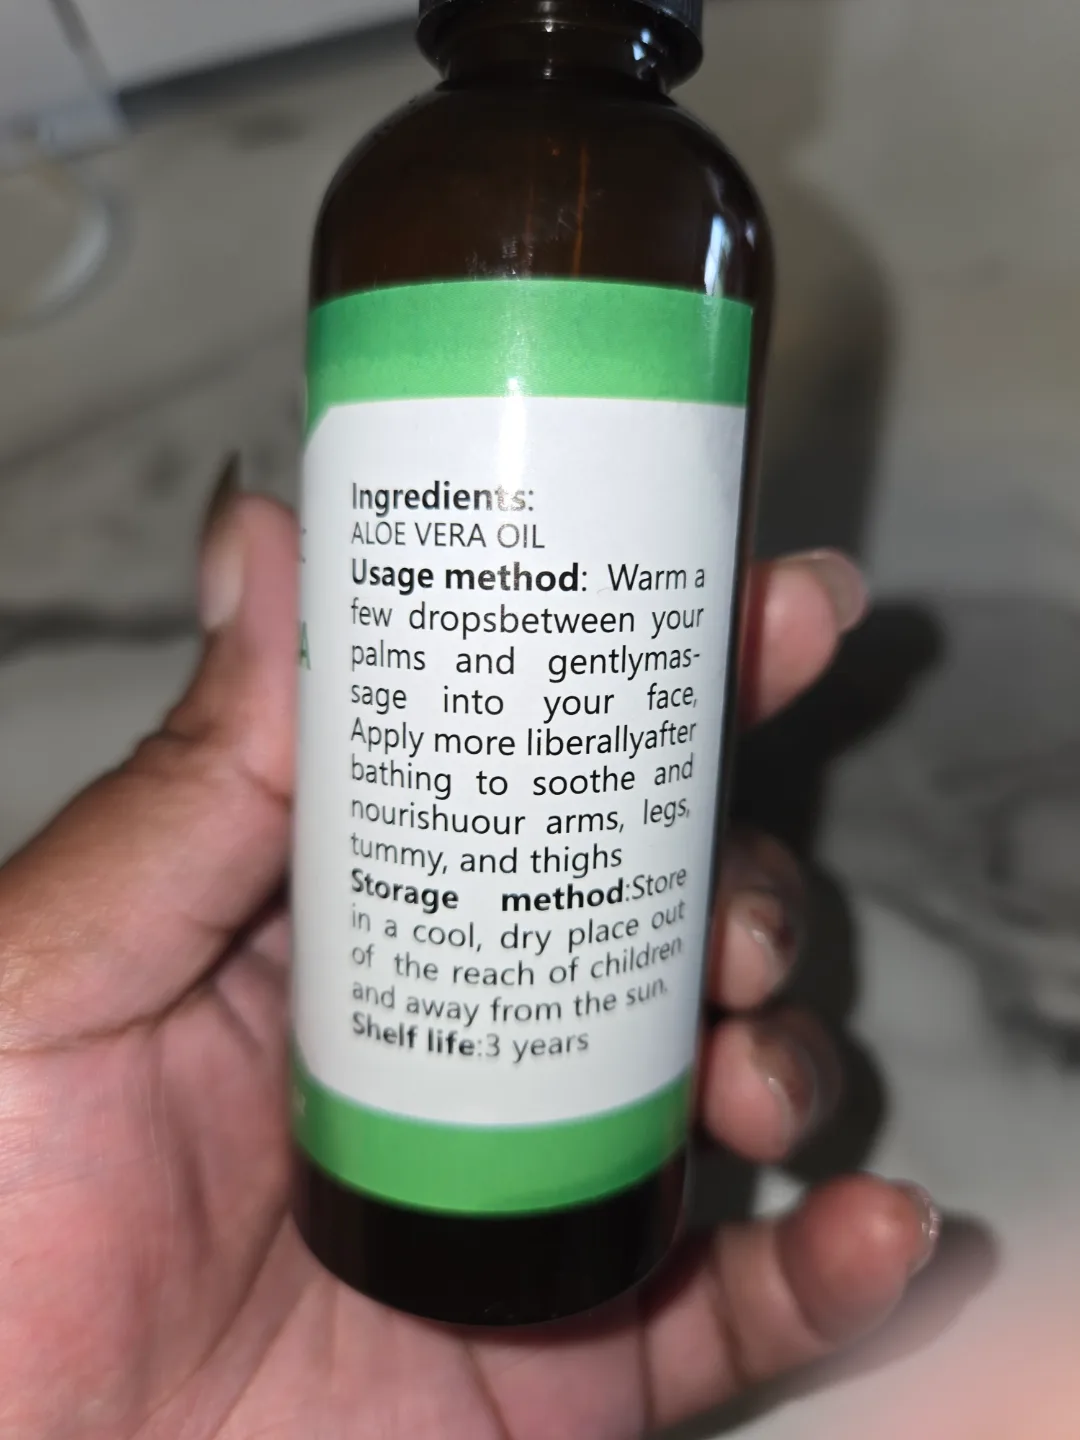 Ingredients:
ALOE VERA OIL
Usage method: Warm a
few dropsbetween your
palms and gentlymas-
sage into your face,
Apply more liberallyafter
bathing to soothe and
nourishuour arms, legs,
tummy, and thighs
Storage method:Store
in a cool, dry place out
of the reach of children
and away from the sun.
Shelf life:3 years